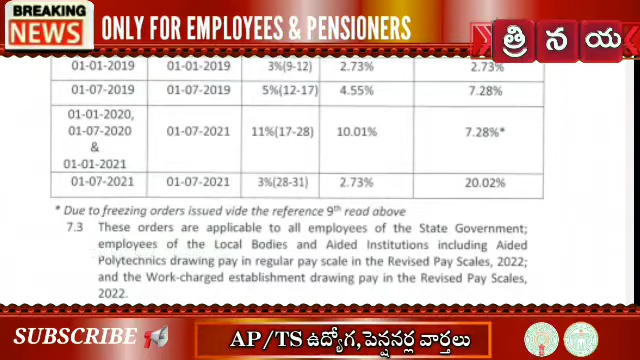 BREAKING
NEWS
ONLY FOR EMPLOYEES & PENSIONERS
త్రి న య
01-01-2019 01-01-2019 3%(9-12) 2.73% 2.73%
01-07-2019 01-07-2019 5%(12-17) 4.55% 7.28%
01-01-2020,
01-07-2020
&
01-01-2021
01-07-2021 11%(17-28) 10.01% 7.28%*
01-07-2021 01-07-2021 3%(28-31) 2.73% 20.02%
* Due to freezing orders issued vide the reference 9th read above
7.3 These orders are applicable to all employees of the State Government;
employees of the Local Bodies and Aided Institutions including Aided
Polytechnics drawing pay in regular pay scale in the Revised Pay Scales, 2022;
and the Work-charged establishment drawing pay in the Revised Pay Scales,
2022.
SUBSCRIBE
AP/TS ఉద్యోగ,పెన్షనర్ల వార్తలు